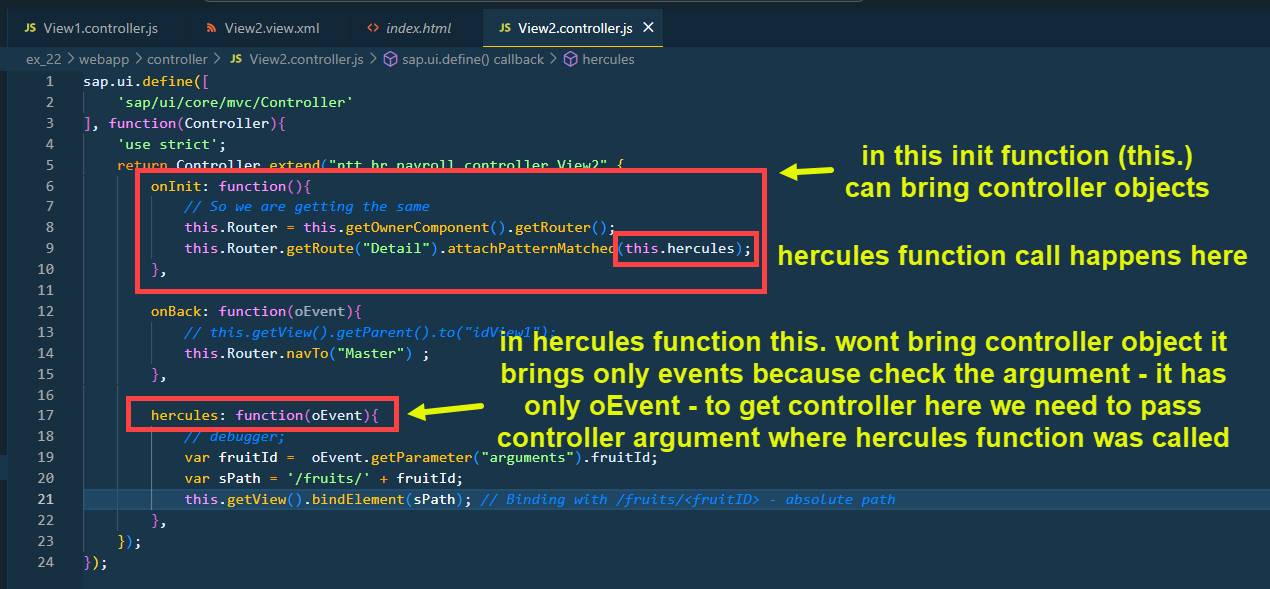 JS View1.controller.js View2.view.xml <> index.html JS View2.controller.js ×
ex_22 > webapp > controller > JS View2.controller.js > sap.ui.define() callback > hercules
1 sap.ui.define([
2 'sap/ui/core/mvc/Controller'
3 ], function(Controller){
4 'use strict';
5 return Controller.extend("ntt.hr.payroll.controller.View2", {
6 onInit: function(){
7 // So we are getting the same
8 this.Router = this.getOwnerComponent().getRouter();
9 this.Router.getRoute("Detail").attachPatternMatched(this.hercules);
10 },
11
12 onBack: function(oEvent){
13 // this.getView().getParent().to("idView1");
14 this.Router.navTo("Master") ;
15 },
16
17 hercules: function(oEvent){
18 // debugger;
19 var fruitId = oEvent.getParameter("arguments").fruitId;
20 var sPath = '/fruits/' + fruitId;
21 this.getView().bindElement(sPath); // Binding with /fruits/<fruitID> - absolute path
22 },
23 });
24 });
in this init function (this.)
can bring controller objects
hercules function call happens here
in hercules function this. wont bring controller object it
brings only events because check the argument - it has
only oEvent - to get controller here we need to pass
controller argument where hercules function was called